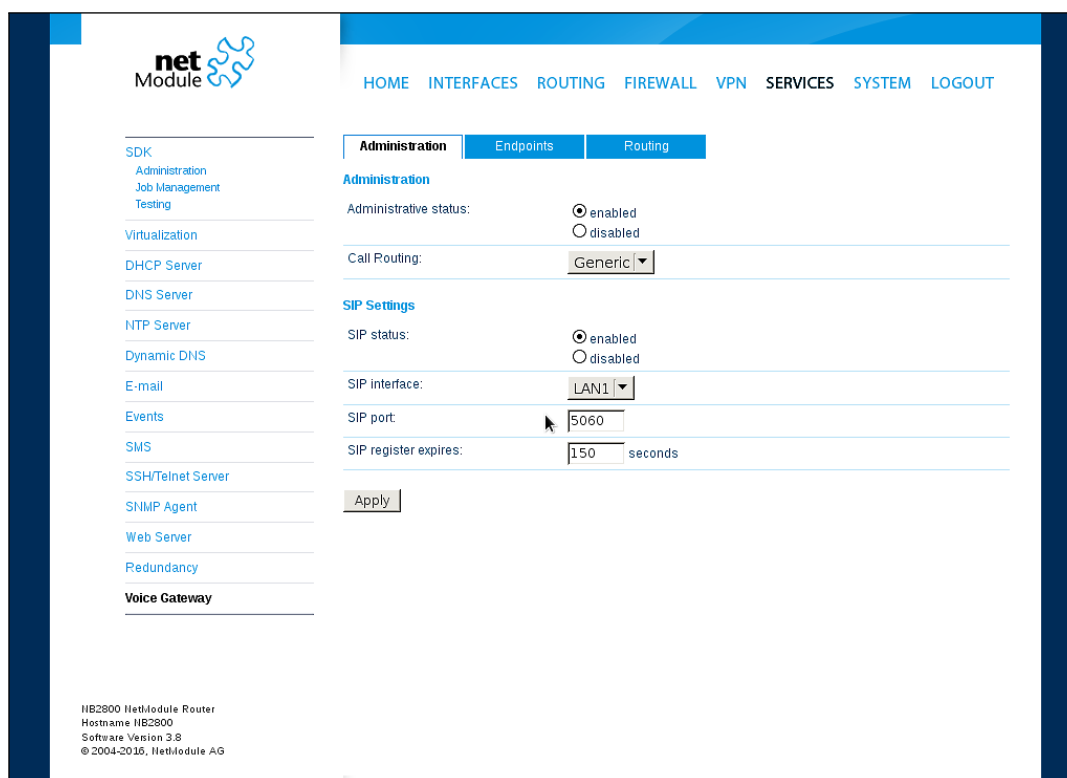 net
Module
HOME INTERFACES ROUTING FIREWALL VPN SERVICES SYSTEM LOGOUT
SDK
Administration
Job Management
Testing
Virtualization
DHCP Server
DNS Server
NTP Server
Dynamic DNS
E-mail
Events
SMS
SSH/Telnet Server
SNMP Agent
Web Server
Redundancy
Voice Gateway
Administration Endpoints Routing
Administration
Administrative status:
enabled
disabled
Call Routing: Generic
SIP Settings
SIP status:
enabled
disabled
SIP interface: LAN1
SIP port: 5060
SIP register expires: 150 seconds
Apply
NB2800 NetModule Router
Hostname NB2800
Software Version 3.8
© 2004-2016, NetModule AG